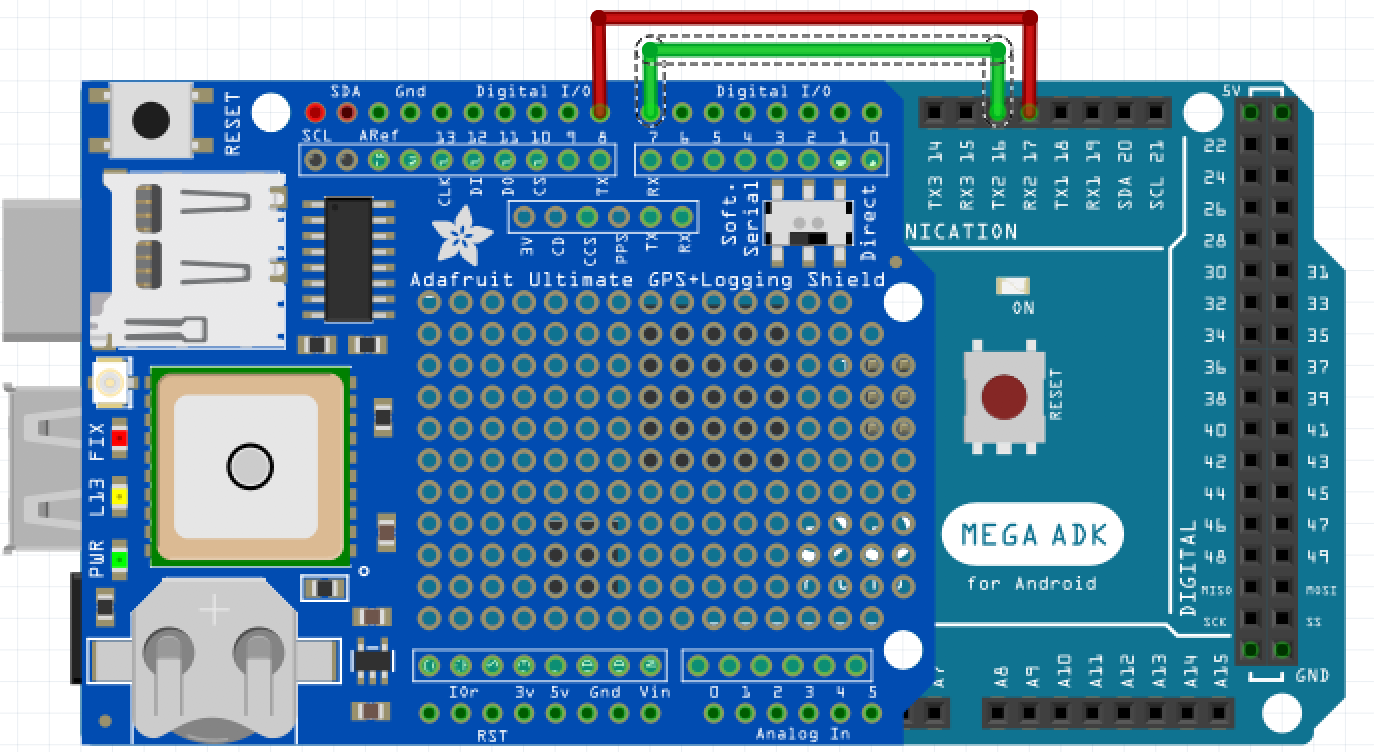 SDA Gnd Digital I/O Digital I/O
SCL ARef 13 12 11 10 9 8 7 6 5 4 3 2 1 0
RESET
CLK DI DO CS TX RX
3V CD CCS PPS TX RX
Soft. Serial
Direct
Adafruit Ultimate GPS+Logging Shield
FIX
L13
PWR
IOr 3v 5v Gnd Vin 0 1 2 3 4 5
RST Analog In
TX3 14
RX3 15
TX2 16
RX2 17
TX1 18
RX1 19
SDA 20
SCL 21
NICATION
ON
RESET
MEGA ADK
for Android
5V
22
24
26
28
30 31
32 33
34 35
36 37
38 39
40 41
42 43
44 45
46 47
48 49
MISO MOSI
SCK SS
GND
DIGITAL
A7 A8 A9 A10 A11 A12 A13 A14 A15